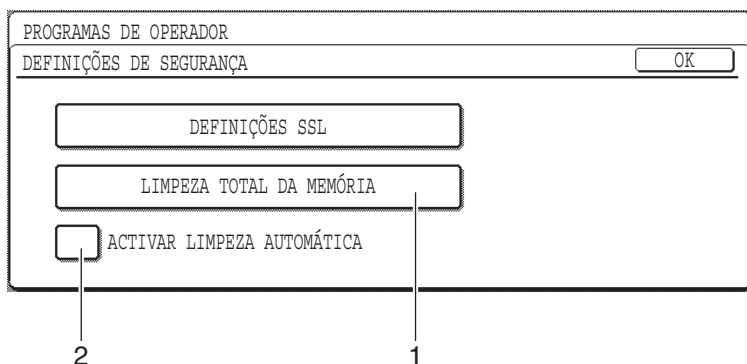 PROGRAMAS DE OPERADOR
DEFINIÇÕES DE SEGURANÇA
OK
DEFINIÇÕES SSL
LIMPEZA TOTAL DA MEMÓRIA
ACTIVAR LIMPEZA AUTOMÁTICA
2
1